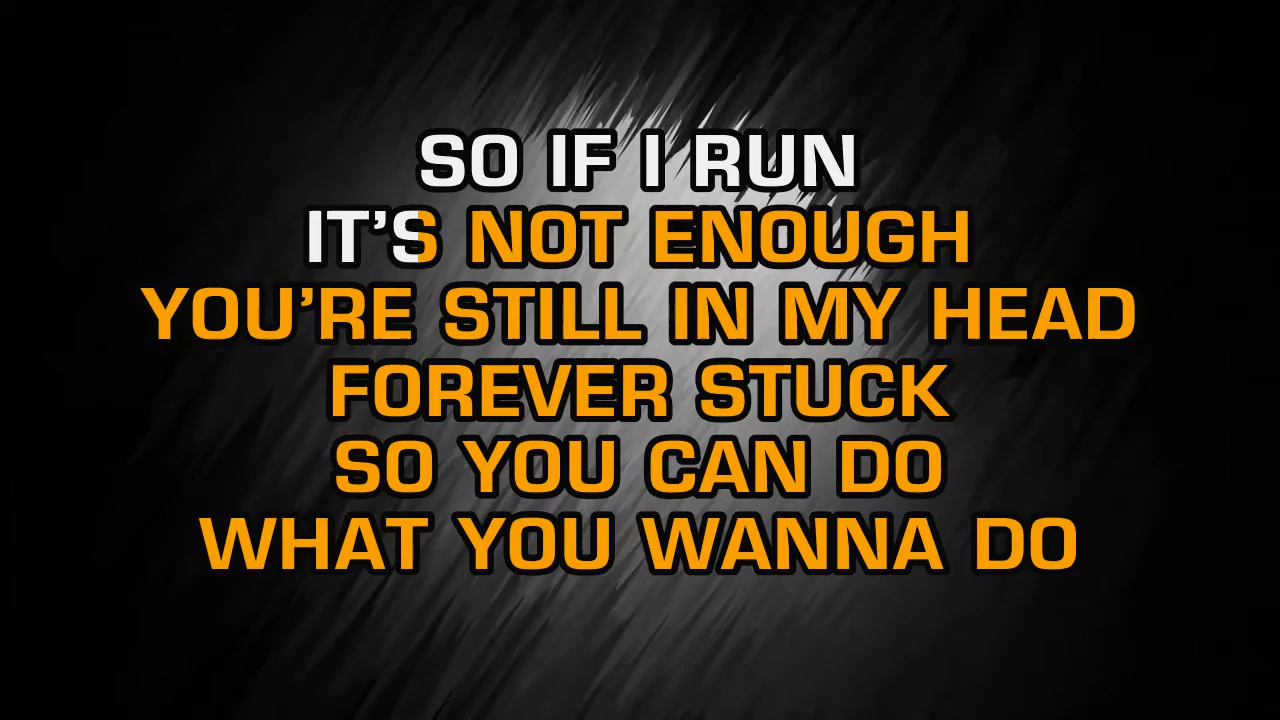 SO IF I RUN
IT'S NOT ENOUGH
YOU'RE STILL IN MY HEAD
FOREVER STUCK
SO YOU CAN DO
WHAT YOU WANNA DO